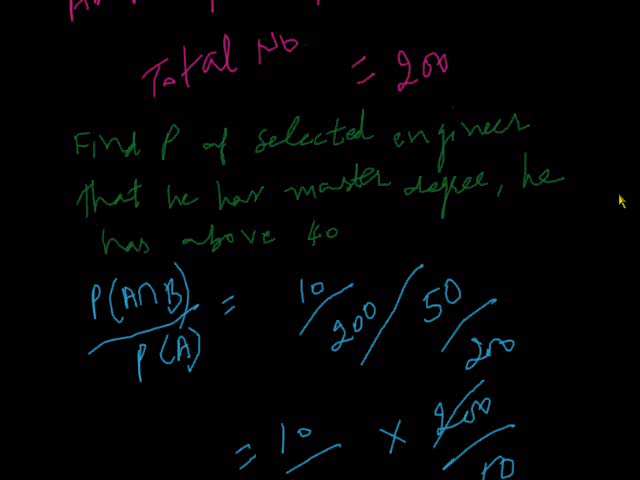 Total No = 200
Find P of selected engineer
that he has master degree, he
has above 40
P(A∩B)/P(A) = 10/200 / 50/200
= 10 × 200